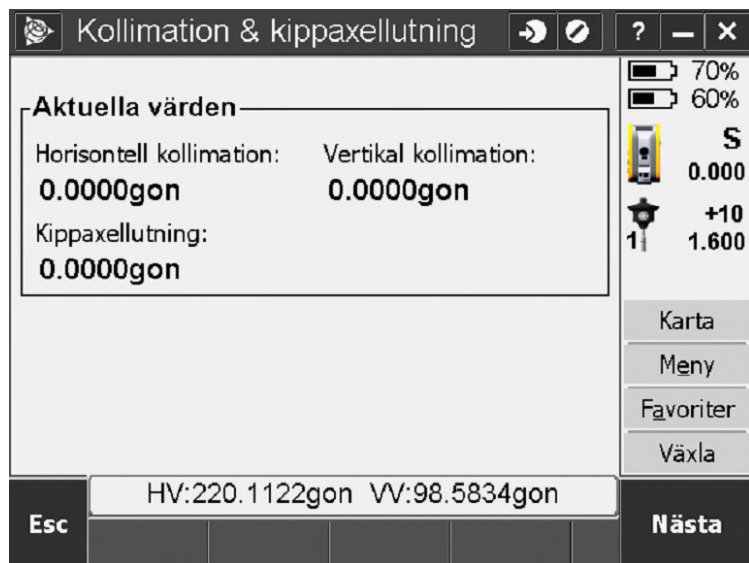 Kollimation & kippaxellutning
? – ×
70%
60%
Aktuella värden
Horisontell kollimation: Vertikal kollimation:
0.0000gon 0.0000gon
Kippaxellutning:
0.0000gon
S
0.000
+10
1 1.600
Karta
Meny
Favoriter
Växla
HV:220.1122gon VV:98.5834gon
Esc
Nästa